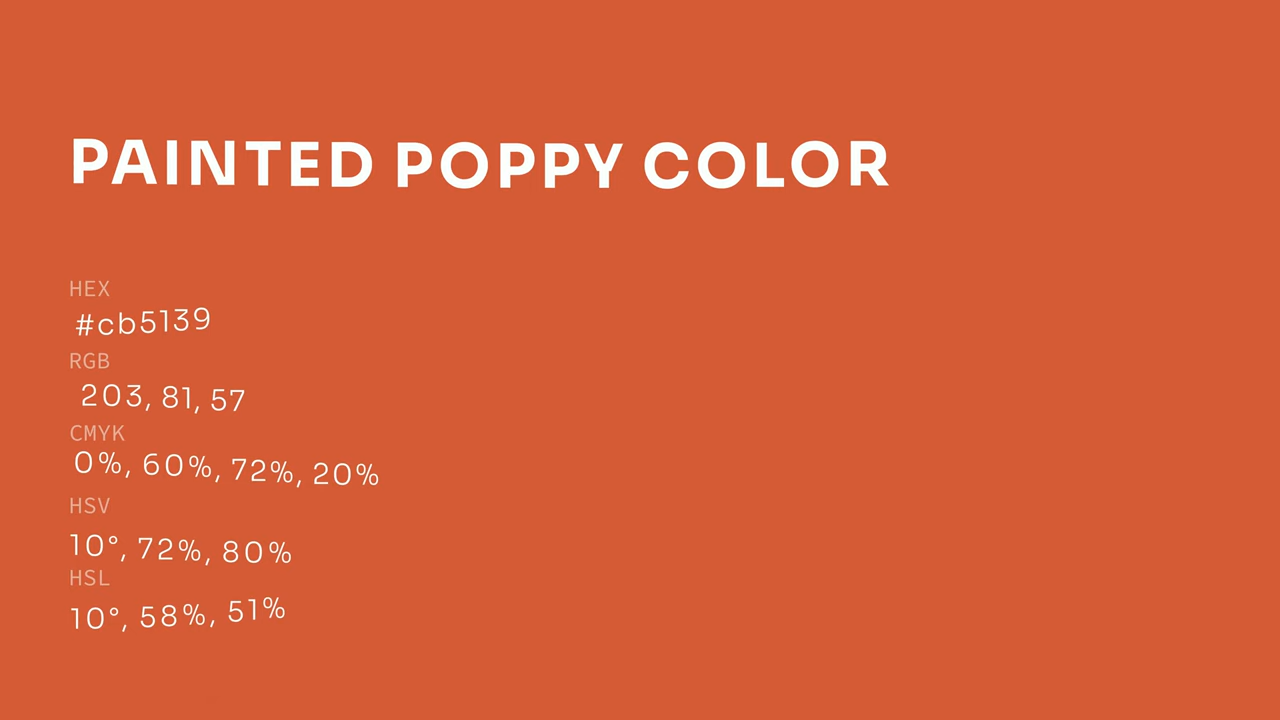 PAINTED POPPY COLOR
HEX
#cb5139
RGB
203, 81, 57
CMYK
0%, 60%, 72%, 20%
HSV
10°, 72%, 80%
HSL
10°, 58%, 51%